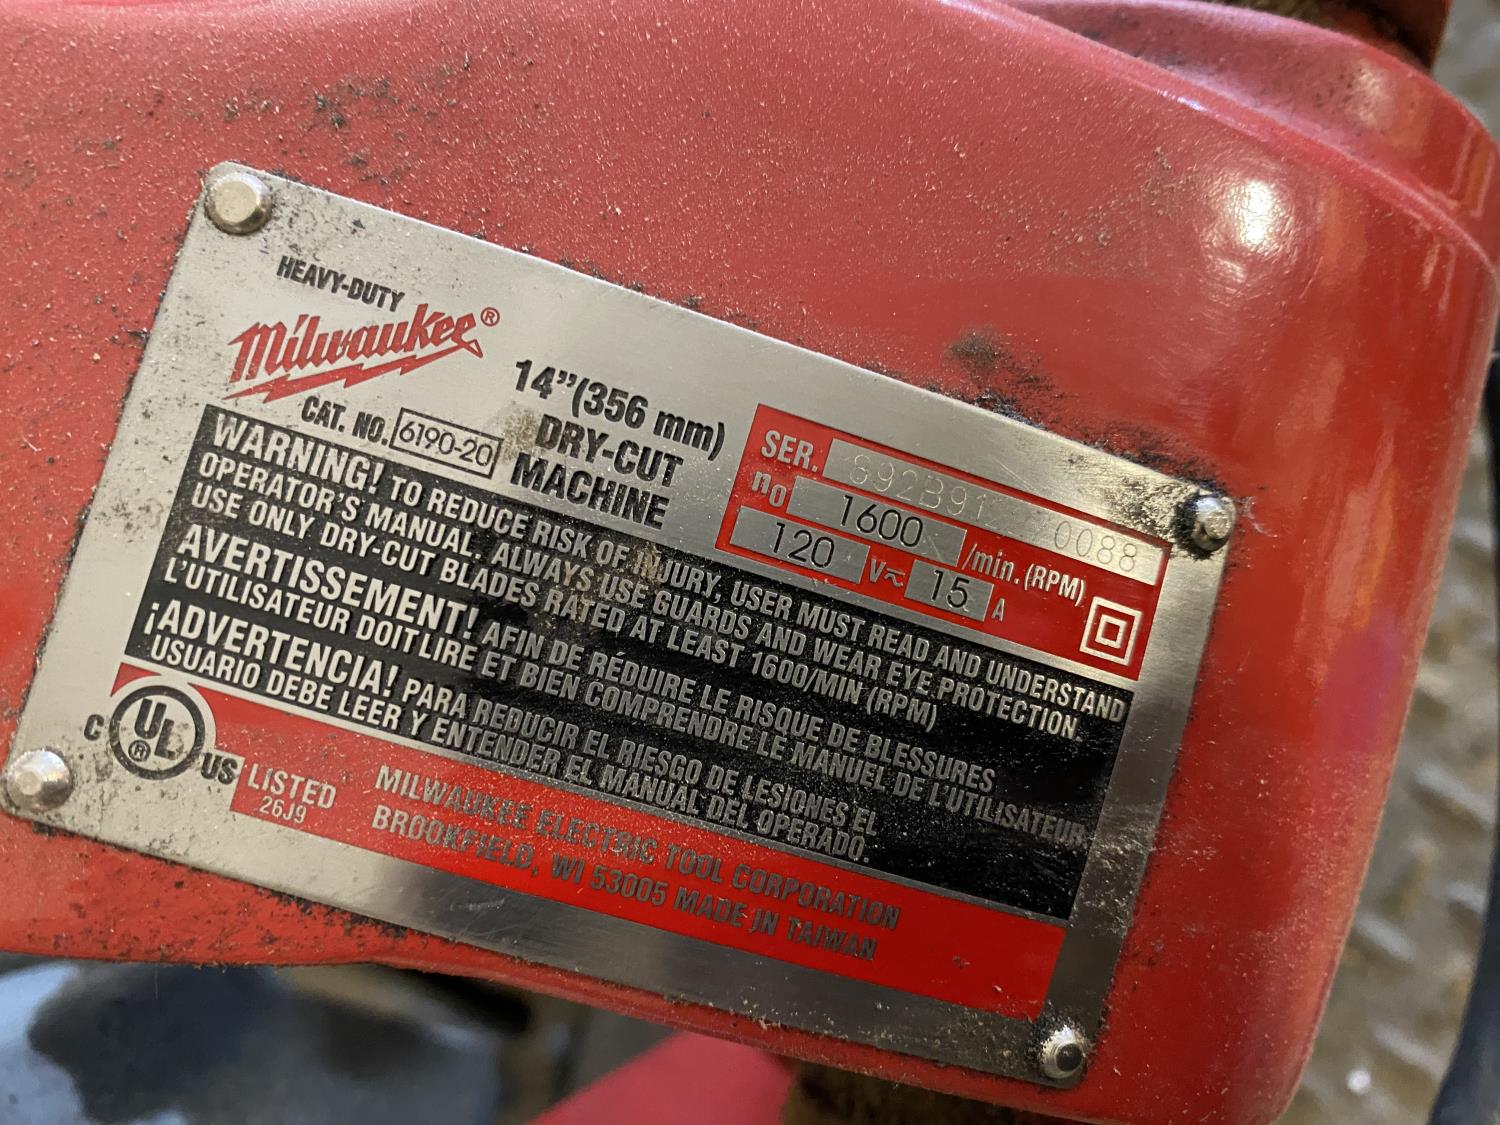 HEAVY-DUTY
Milwaukee®
CAT. NO. 6190-20
14"(356 mm)
DRY-CUT
MACHINE
SER. 0088
n0 1600 /min. (RPM)
120 V~ 15 A
WARNING! TO REDUCE RISK OF INJURY, USER MUST READ AND UNDERSTAND
OPERATOR'S MANUAL. ALWAYS USE GUARDS AND WEAR EYE PROTECTION.
USE ONLY DRY-CUT BLADES RATED AT LEAST 1600/MIN (RPM)
AVERTISSEMENT! AFIN DE RÉDUIRE LE RISQUE DE BLESSURES
L'UTILISATEUR DOIT LIRE ET BIEN COMPRENDRE LE MANUEL DE L'UTILISATEUR
¡ADVERTENCIA! PARA REDUCIR EL RIESGO DE LESIONES EL
USUARIO DEBE LEER Y ENTENDER EL MANUAL DEL OPERADO.
C UL® US LISTED
26J9
MILWAUKEE ELECTRIC TOOL CORPORATION
BROOKFIELD, WI 53005 MADE IN TAIWAN